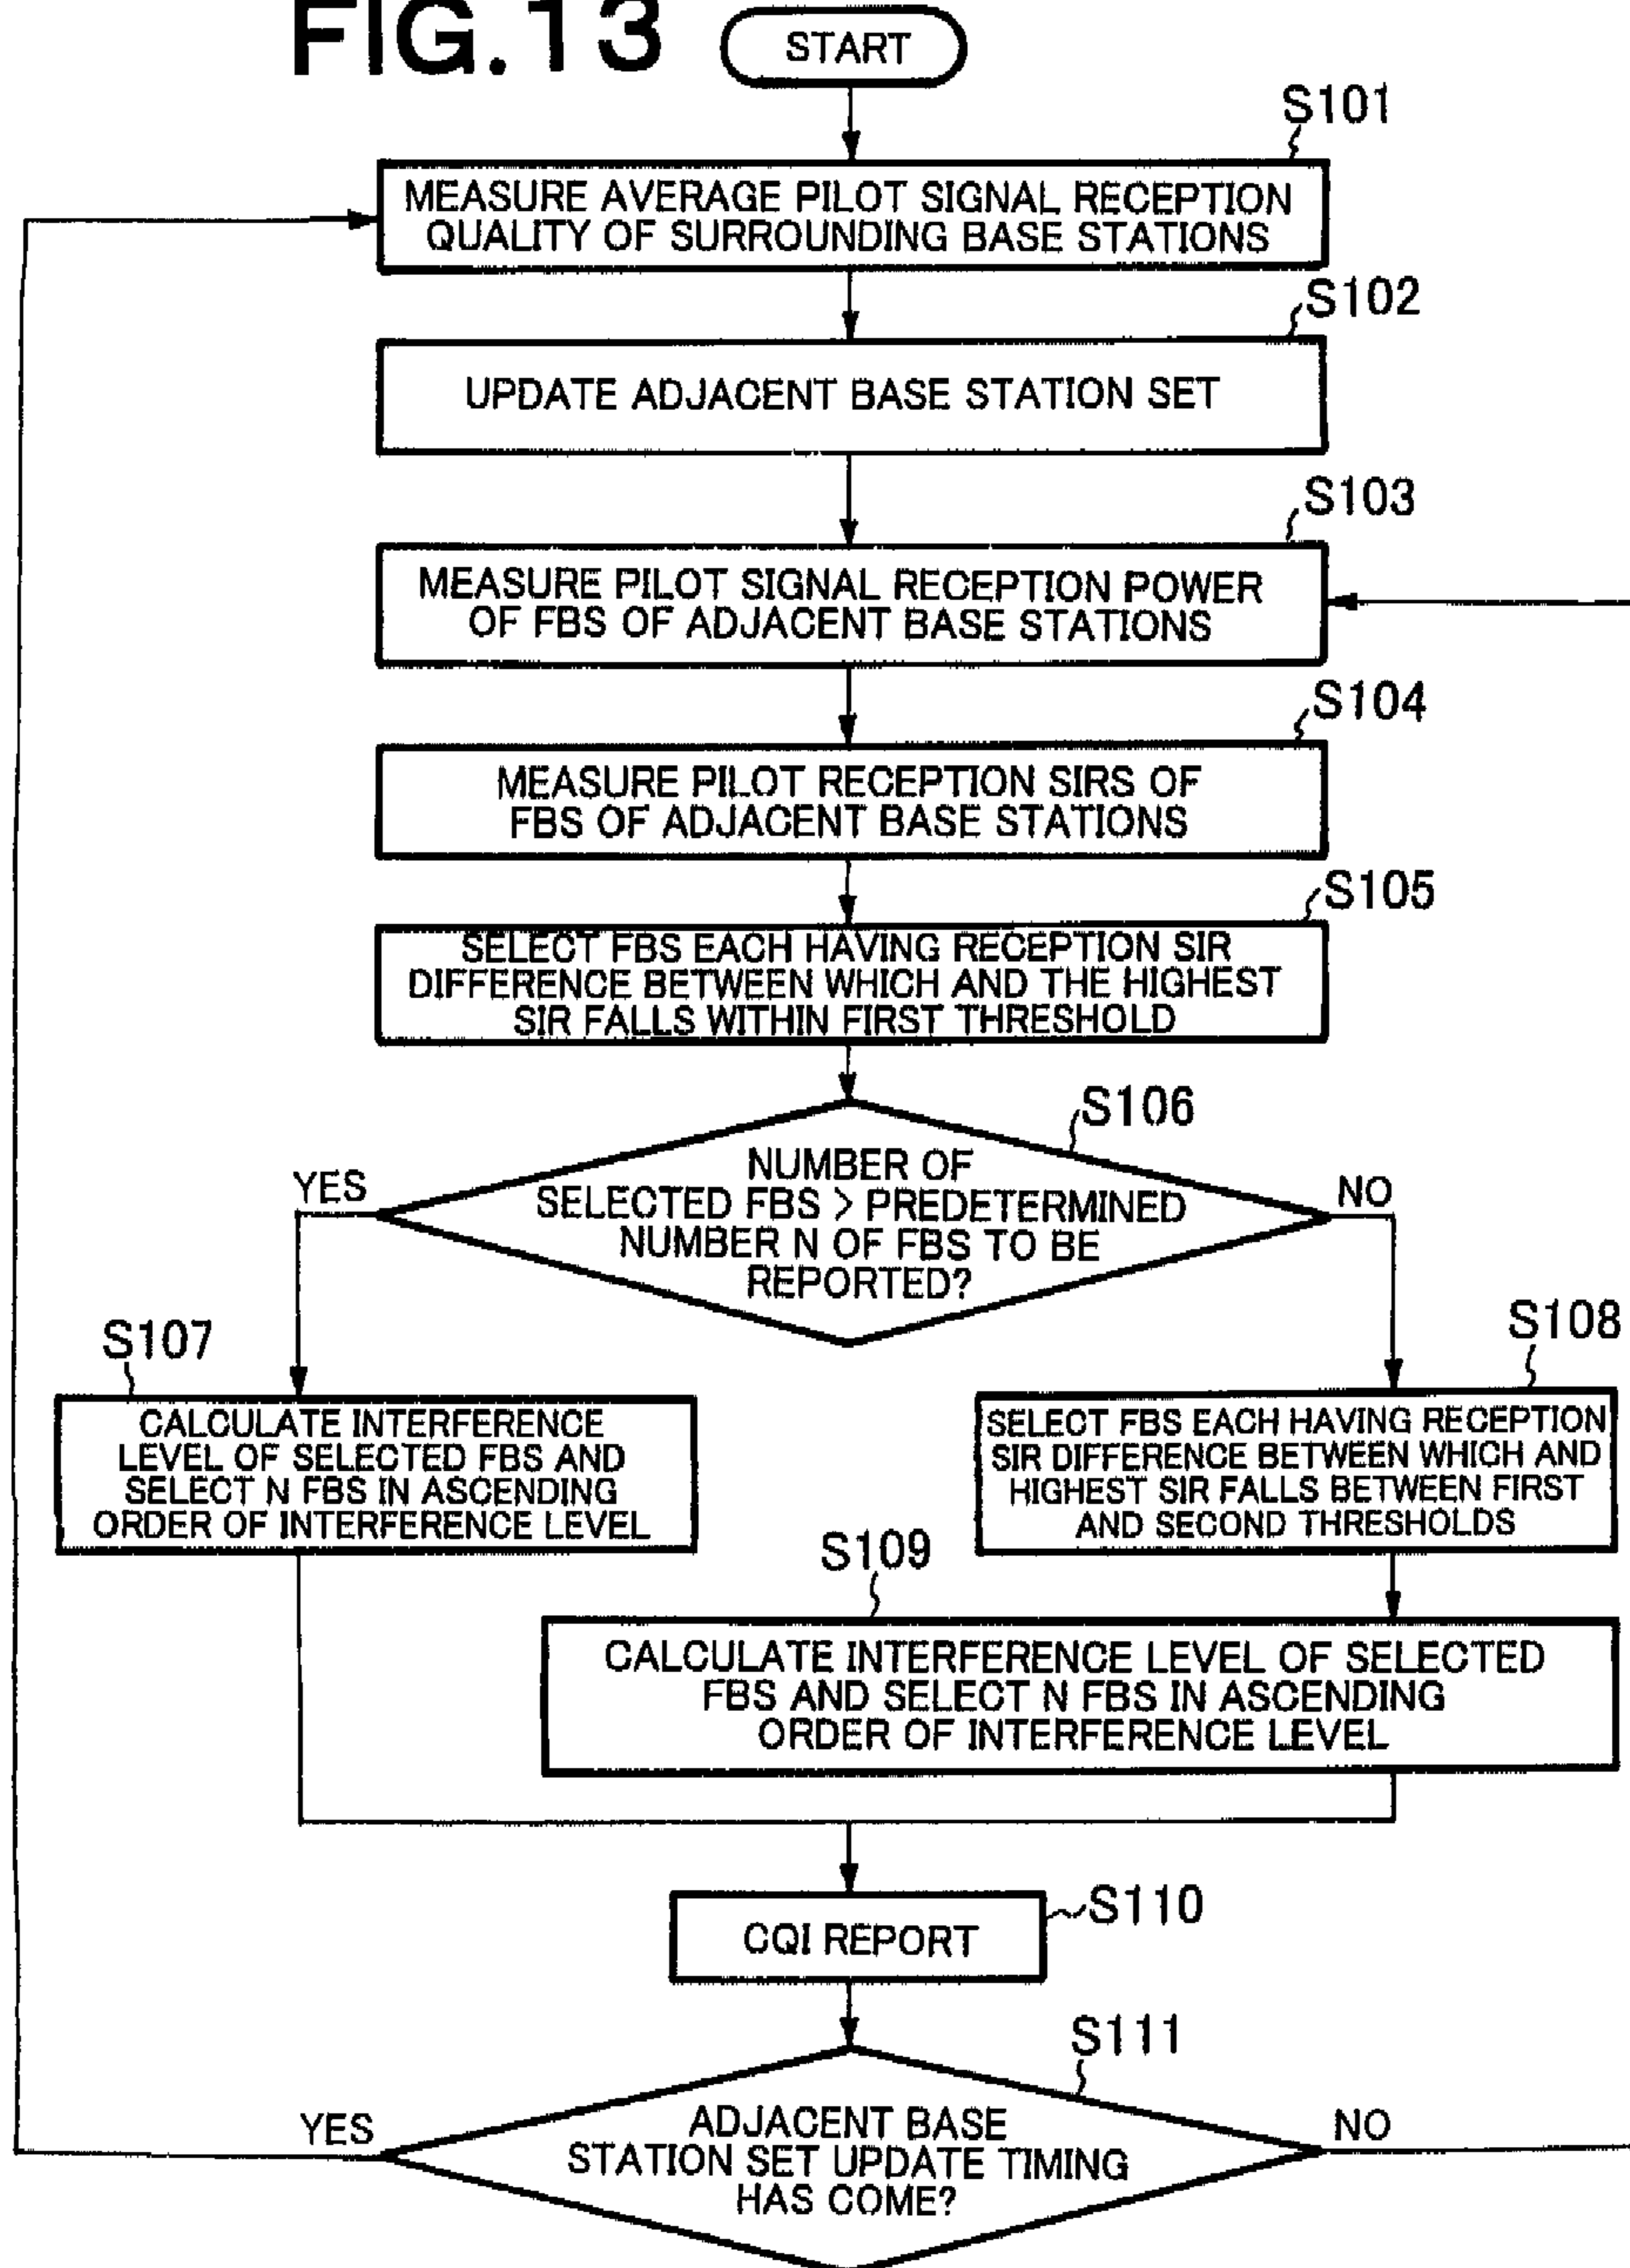 FIG.13
START
S101
MEASURE AVERAGE PILOT SIGNAL RECEPTION
QUALITY OF SURROUNDING BASE STATIONS
S102
UPDATE ADJACENT BASE STATION SET
S103
MEASURE PILOT SIGNAL RECEPTION POWER
OF FBS OF ADJACENT BASE STATIONS
S104
MEASURE PILOT RECEPTION SIRS OF
FBS OF ADJACENT BASE STATIONS
S105
SELECT FBS EACH HAVING RECEPTION SIR
DIFFERENCE BETWEEN WHICH AND THE HIGHEST
SIR FALLS WITHIN FIRST THRESHOLD
S106
NUMBER OF
SELECTED FBS > PREDETERMINED
NUMBER N OF FBS TO BE
REPORTED?
YES
NO
S107
CALCULATE INTERFERENCE
LEVEL OF SELECTED FBS AND
SELECT N FBS IN ASCENDING
ORDER OF INTERFERENCE LEVEL
S108
SELECT FBS EACH HAVING RECEPTION
SIR DIFFERENCE BETWEEN WHICH AND
HIGHEST SIR FALLS BETWEEN FIRST
AND SECOND THRESHOLDS
S109
CALCULATE INTERFERENCE LEVEL OF SELECTED
FBS AND SELECT N FBS IN ASCENDING
ORDER OF INTERFERENCE LEVEL
S110
CQI REPORT
S111
ADJACENT BASE
STATION SET UPDATE TIMING
HAS COME?
YES
NO